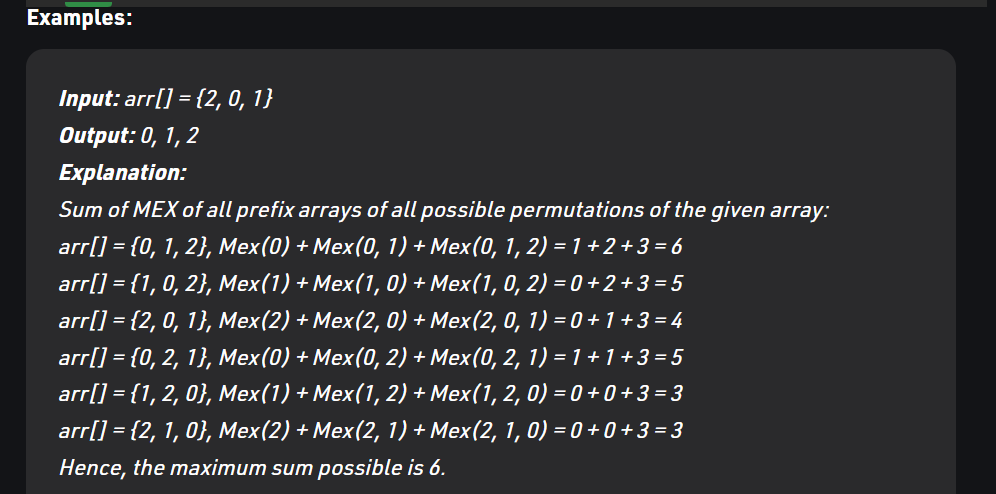 Examples:
Input: arr[] = {2, 0, 1}
Output: 0, 1, 2
Explanation:
Sum of MEX of all prefix arrays of all possible permutations of the given array:
arr[] = {0, 1, 2}, Mex(0) + Mex(0, 1) + Mex(0, 1, 2) = 1 + 2 + 3 = 6
arr[] = {1, 0, 2}, Mex(1) + Mex(1, 0) + Mex(1, 0, 2) = 0 + 2 + 3 = 5
arr[] = {2, 0, 1}, Mex(2) + Mex(2, 0) + Mex(2, 0, 1) = 0 + 1 + 3 = 4
arr[] = {0, 2, 1}, Mex(0) + Mex(0, 2) + Mex(0, 2, 1) = 1 + 1 + 3 = 5
arr[] = {1, 2, 0}, Mex(1) + Mex(1, 2) + Mex(1, 2, 0) = 0 + 0 + 3 = 3
arr[] = {2, 1, 0}, Mex(2) + Mex(2, 1) + Mex(2, 1, 0) = 0 + 0 + 3 = 3
Hence, the maximum sum possible is 6.